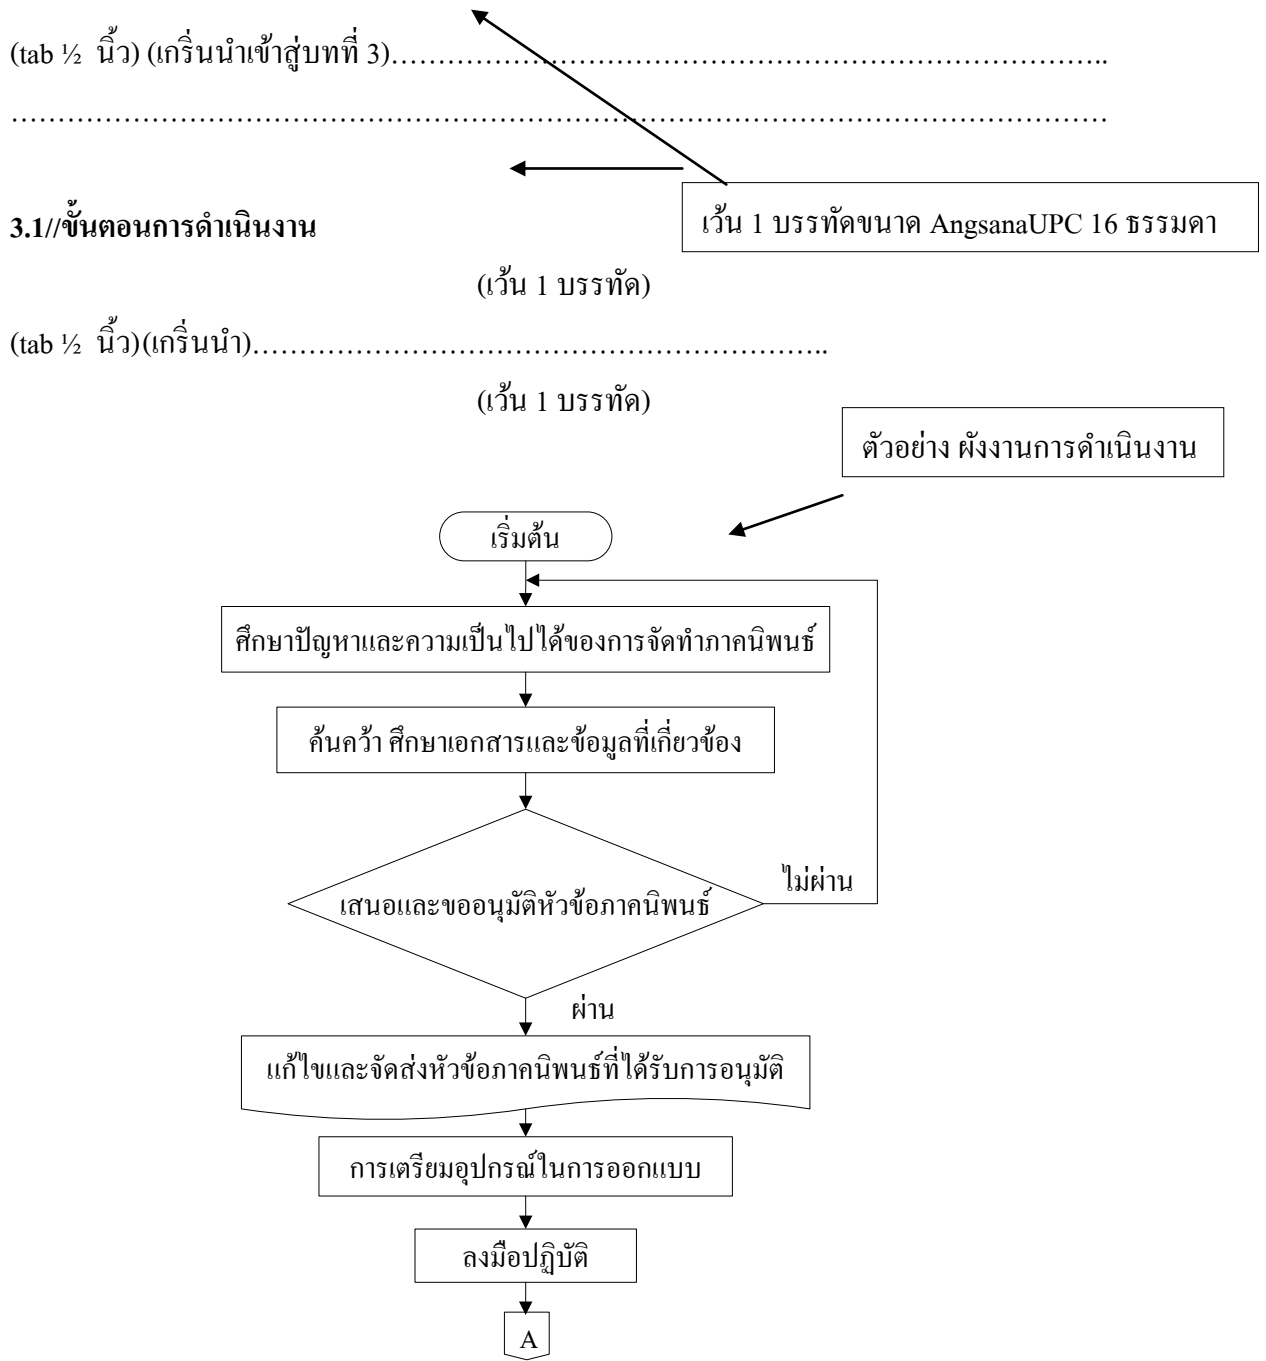 (tab ½ นิ้ว) (เกริ่นนำเข้าสู่บทที่ 3)…………………………………………………………………..
…………………………………………………………………………………………………………
3.1//ขั้นตอนการดำเนินงาน
เว้น 1 บรรทัดขนาด AngsanaUPC 16 ธรรมดา
(เว้น 1 บรรทัด)
(tab ½ นิ้ว)(เกริ่นนำ)……………………………………………………..
(เว้น 1 บรรทัด)
ตัวอย่าง ผังงานการดำเนินงาน
เริ่มต้น
ศึกษาปัญหาและความเป็นไปได้ของการจัดทำภาคนิพนธ์
ค้นคว้า ศึกษาเอกสารและข้อมูลที่เกี่ยวข้อง
ไม่ผ่าน
เสนอและขออนุมัติหัวข้อภาคนิพนธ์
ผ่าน
แก้ไขและจัดส่งหัวข้อภาคนิพนธ์ที่ได้รับการอนุมัติ
การเตรียมอุปกรณ์ในการออกแบบ
ลงมือปฏิบัติ
A